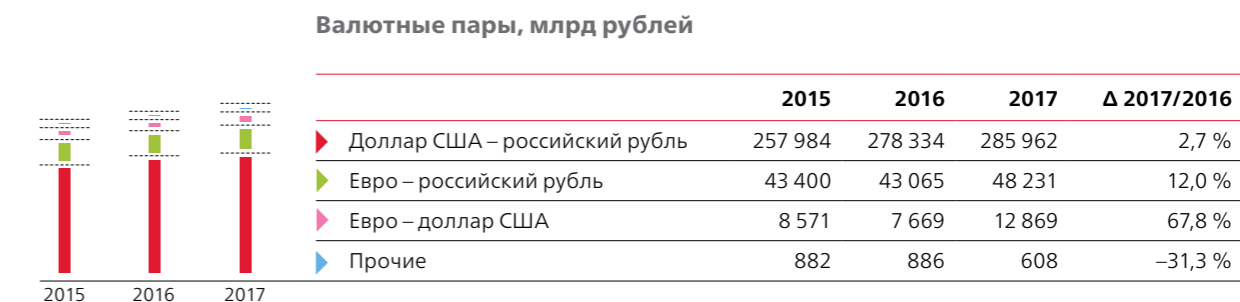 Валютные пары, млрд рублей
2015 2016 2017 Δ 2017/2016
Доллар США – российский рубль 257 984 278 334 285 962 2,7 %
Евро – российский рубль 43 400 43 065 48 231 12,0 %
Евро – доллар США 8 571 7 669 12 869 67,8 %
Прочие 882 886 608 –31,3 %
2015 2016 2017